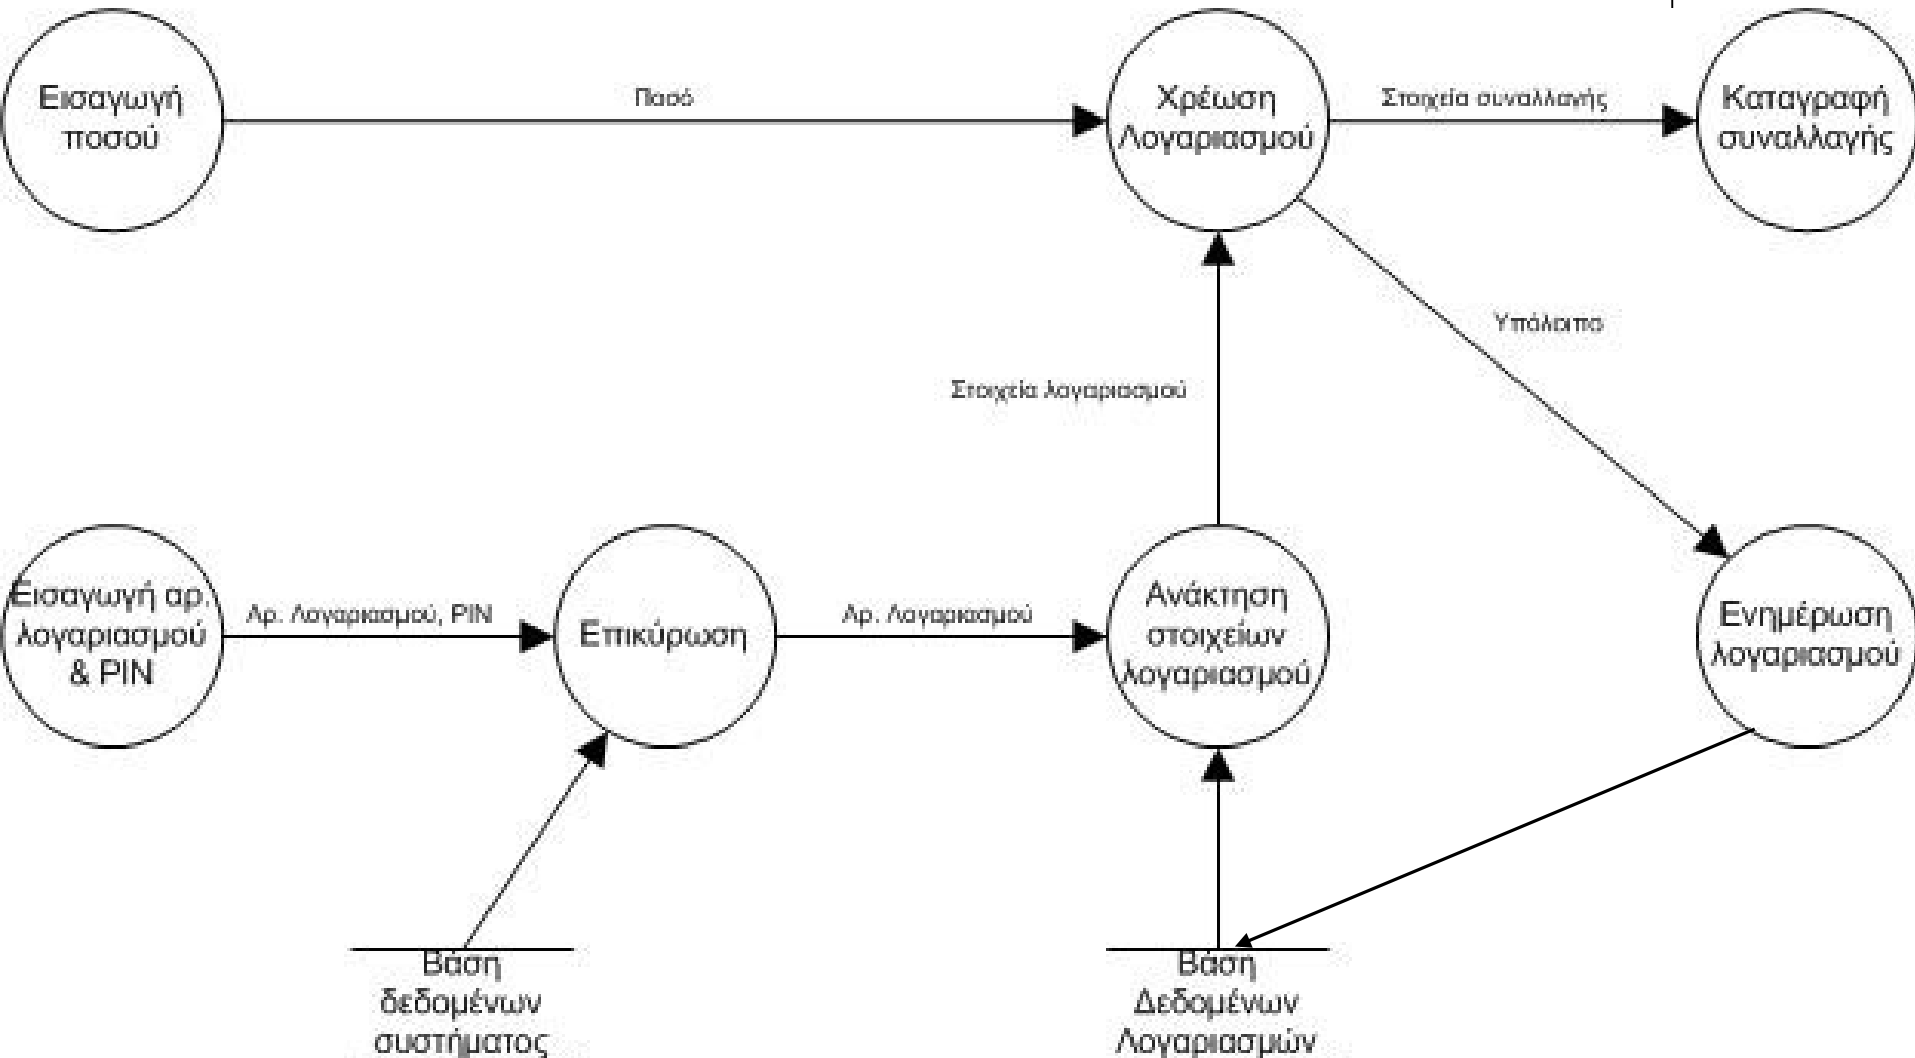 Εισαγωγή
ποσού
Ποσό
Χρέωση
Λογαριασμού
Στοιχεία συναλλαγής
Καταγραφή
συναλλαγής
Υπόλοιπο
Στοιχεία λογαριασμού
Εισαγωγή αρ.
λογαριασμού
& PIN
Αρ. Λογαριασμού, PIN
Επικύρωση
Αρ. Λογαριασμού
Ανάκτηση
στοιχείων
λογαριασμού
Ενημέρωση
λογαριασμού
Βάση
δεδομένων
συστήματος
Βάση
Δεδομένων
Λογαριασμών